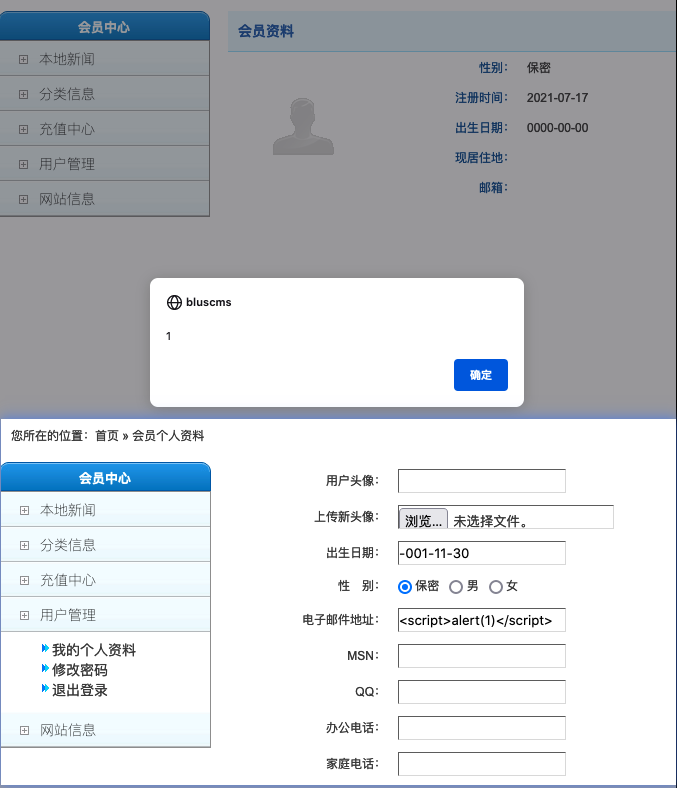 会员中心
本地新闻
分类信息
充值中心
用户管理
网站信息
会员资料
性别： 保密
注册时间： 2021-07-17
出生日期： 0000-00-00
现居住地：
邮箱：
bluscms
1
确定
您所在的位置：首页 » 会员个人资料
会员中心
本地新闻
分类信息
充值中心
用户管理
我的个人资料
修改密码
退出登录
网站信息
用户头像：
上传新头像： 浏览... 未选择文件。
出生日期： -001-11-30
性 别： 保密 男 女
电子邮件地址： <script>alert(1)</script>
MSN：
QQ：
办公电话：
家庭电话：